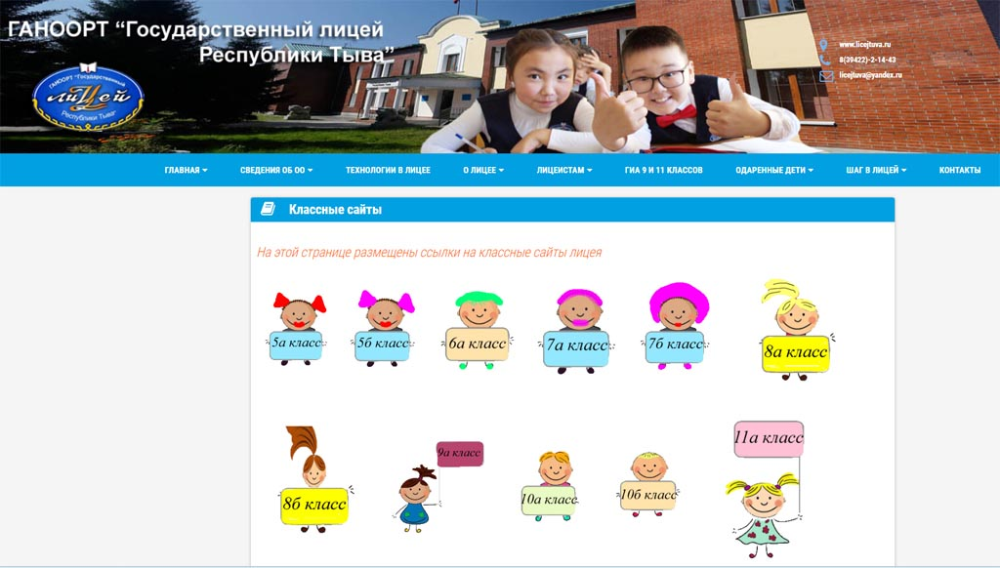 ГАНООРТ “Государственный лицей
Республики Тыва”
ГАНООРТ "Государственный
лиЦей
Республики Тыва"
www.licejtuva.ru
8(39422)-2-14-43
licejtuva@yandex.ru
ГЛАВНАЯ СВЕДЕНИЯ ОБ ОО ТЕХНОЛОГИИ В ЛИЦЕЕ О ЛИЦЕЕ ЛИЦЕИСТАМ ГИА 9 И 11 КЛАССОВ ОДАРЕННЫЕ ДЕТИ ШАГ В ЛИЦЕЙ КОНТАКТЫ
Классные сайты
На этой странице размещены ссылки на классные сайты лицея
5а класс 5б класс 6а класс 7а класс 7б класс 8а класс
8б класс 9а класс 10а класс 10б класс 11а класс